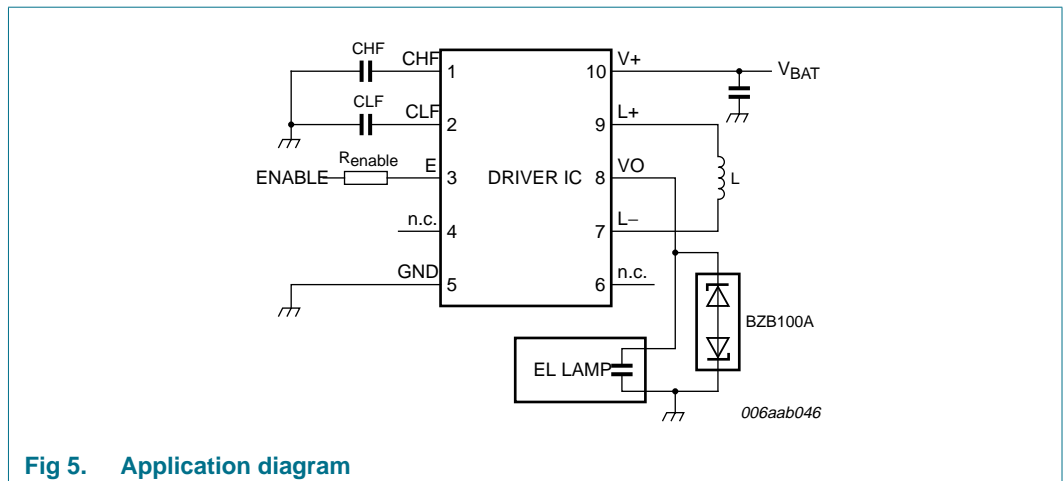 CHF
CHF
1
CLF
CLF
2
Renable
ENABLE
E
3
n.c.
4
GND
5
DRIVER IC
10
V+
VBAT
9
L+
8
VO
L
7
L−
6
n.c.
BZB100A
EL LAMP
006aab046
Fig 5. Application diagram